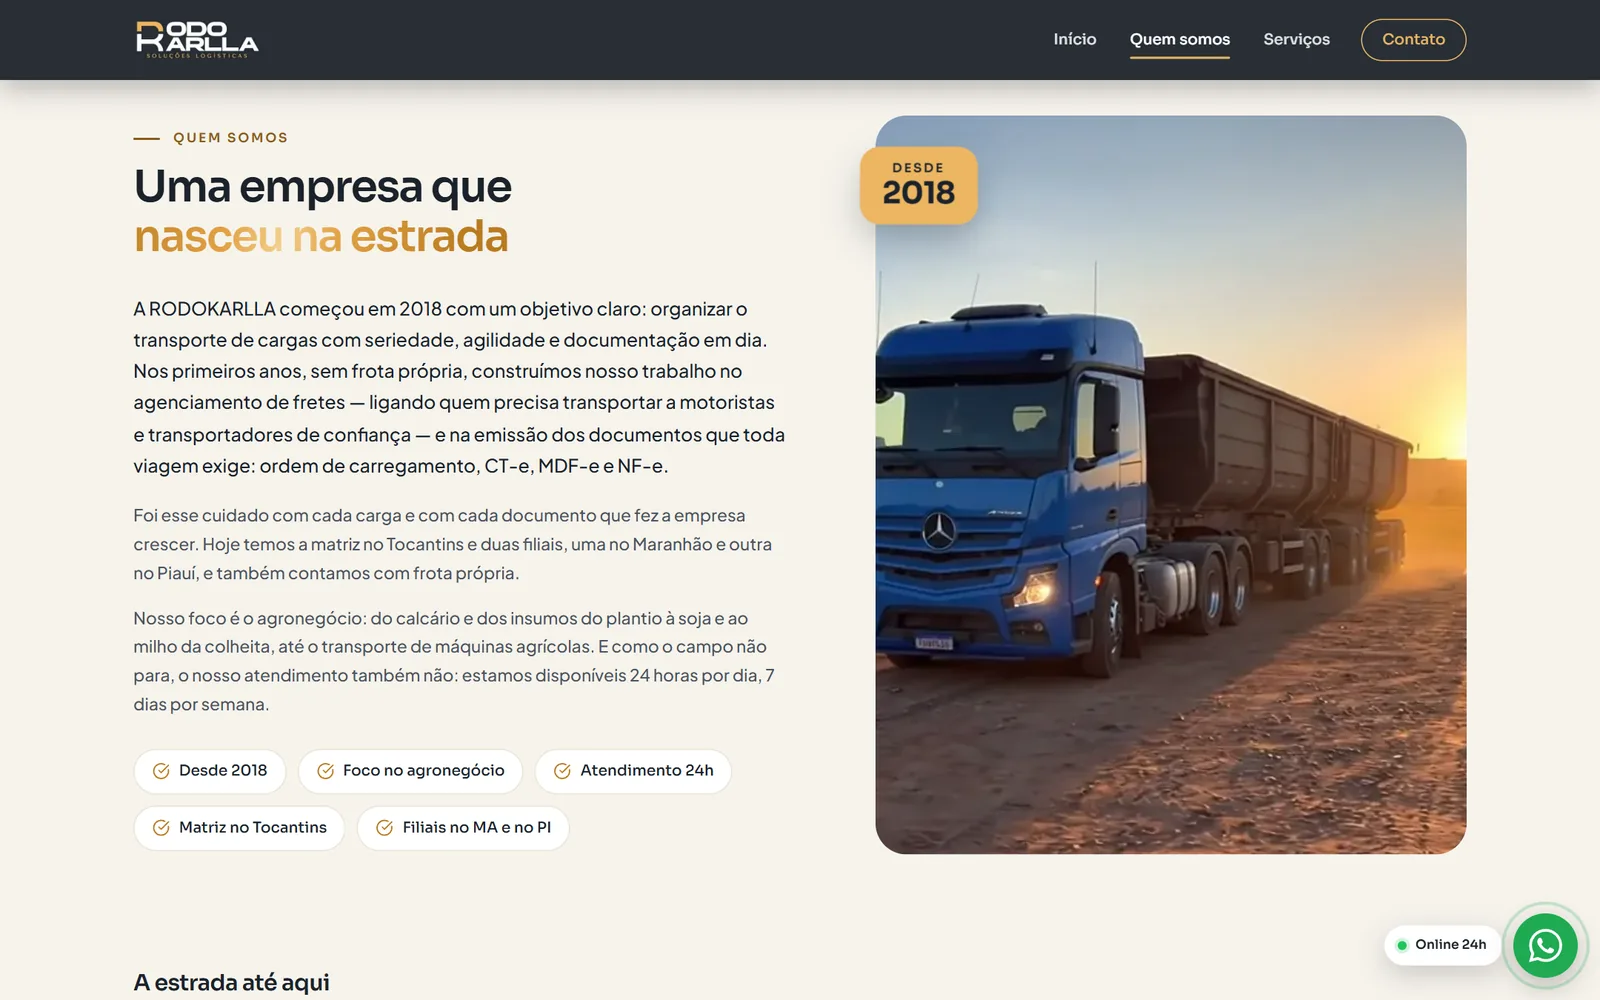 RODO
KARLLA
SOLUÇÕES LOGÍSTICAS
Início
Quem somos
Serviços
Contato
QUEM SOMOS
Uma empresa que
nasceu na estrada
A RODOKARLLA começou em 2018 com um objetivo claro: organizar o
transporte de cargas com seriedade, agilidade e documentação em dia.
Nos primeiros anos, sem frota própria, construímos nosso trabalho no
agenciamento de fretes — ligando quem precisa transportar a motoristas
e transportadores de confiança — e na emissão dos documentos que toda
viagem exige: ordem de carregamento, CT-e, MDF-e e NF-e.
Foi esse cuidado com cada carga e com cada documento que fez a empresa
crescer. Hoje temos a matriz no Tocantins e duas filiais, uma no Maranhão e outra
no Piauí, e também contamos com frota própria.
Nosso foco é o agronegócio: do calcário e dos insumos do plantio à soja e ao
milho da colheita, até o transporte de máquinas agrícolas. E como o campo não
para, o nosso atendimento também não: estamos disponíveis 24 horas por dia, 7
dias por semana.
Desde 2018
Foco no agronegócio
Atendimento 24h
Matriz no Tocantins
Filiais no MA e no PI
DESDE
2018
A estrada até aqui
Online 24h